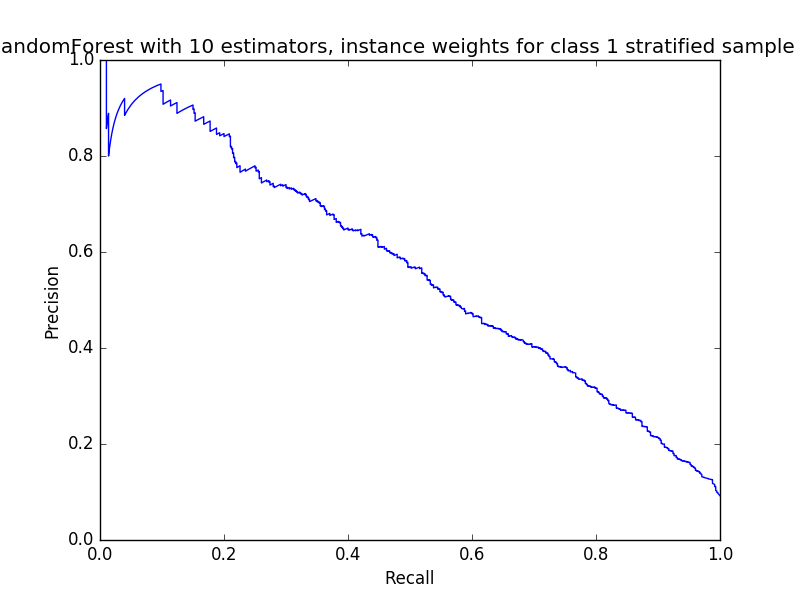 andomForest with 10 estimators, instance weights for class 1 stratified sample
1.0
0.8
0.6
0.4
0.2
0.0
Precision
0.0 0.2 0.4 0.6 0.8 1.0
Recall